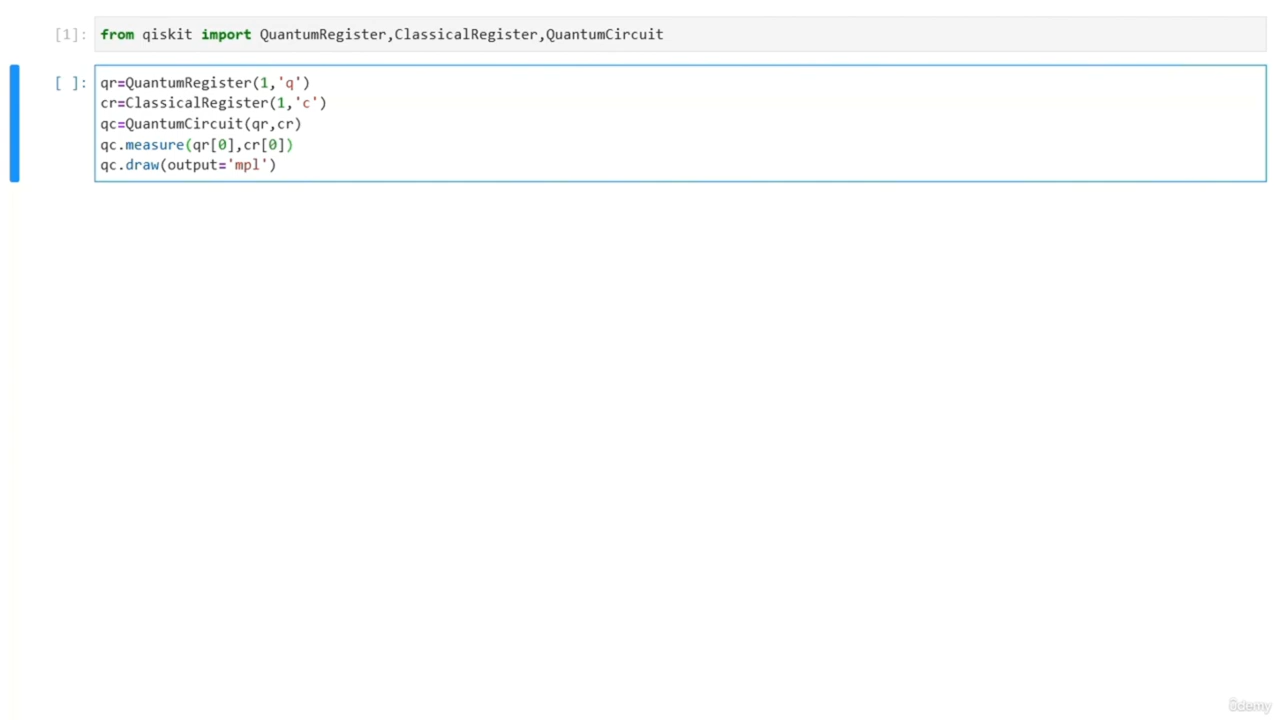 [1]: from qiskit import QuantumRegister,ClassicalRegister,QuantumCircuit
[ ]: qr=QuantumRegister(1,'q')
cr=ClassicalRegister(1,'c')
qc=QuantumCircuit(qr,cr)
qc.measure(qr[0],cr[0])
qc.draw(output='mpl')
ûdemy